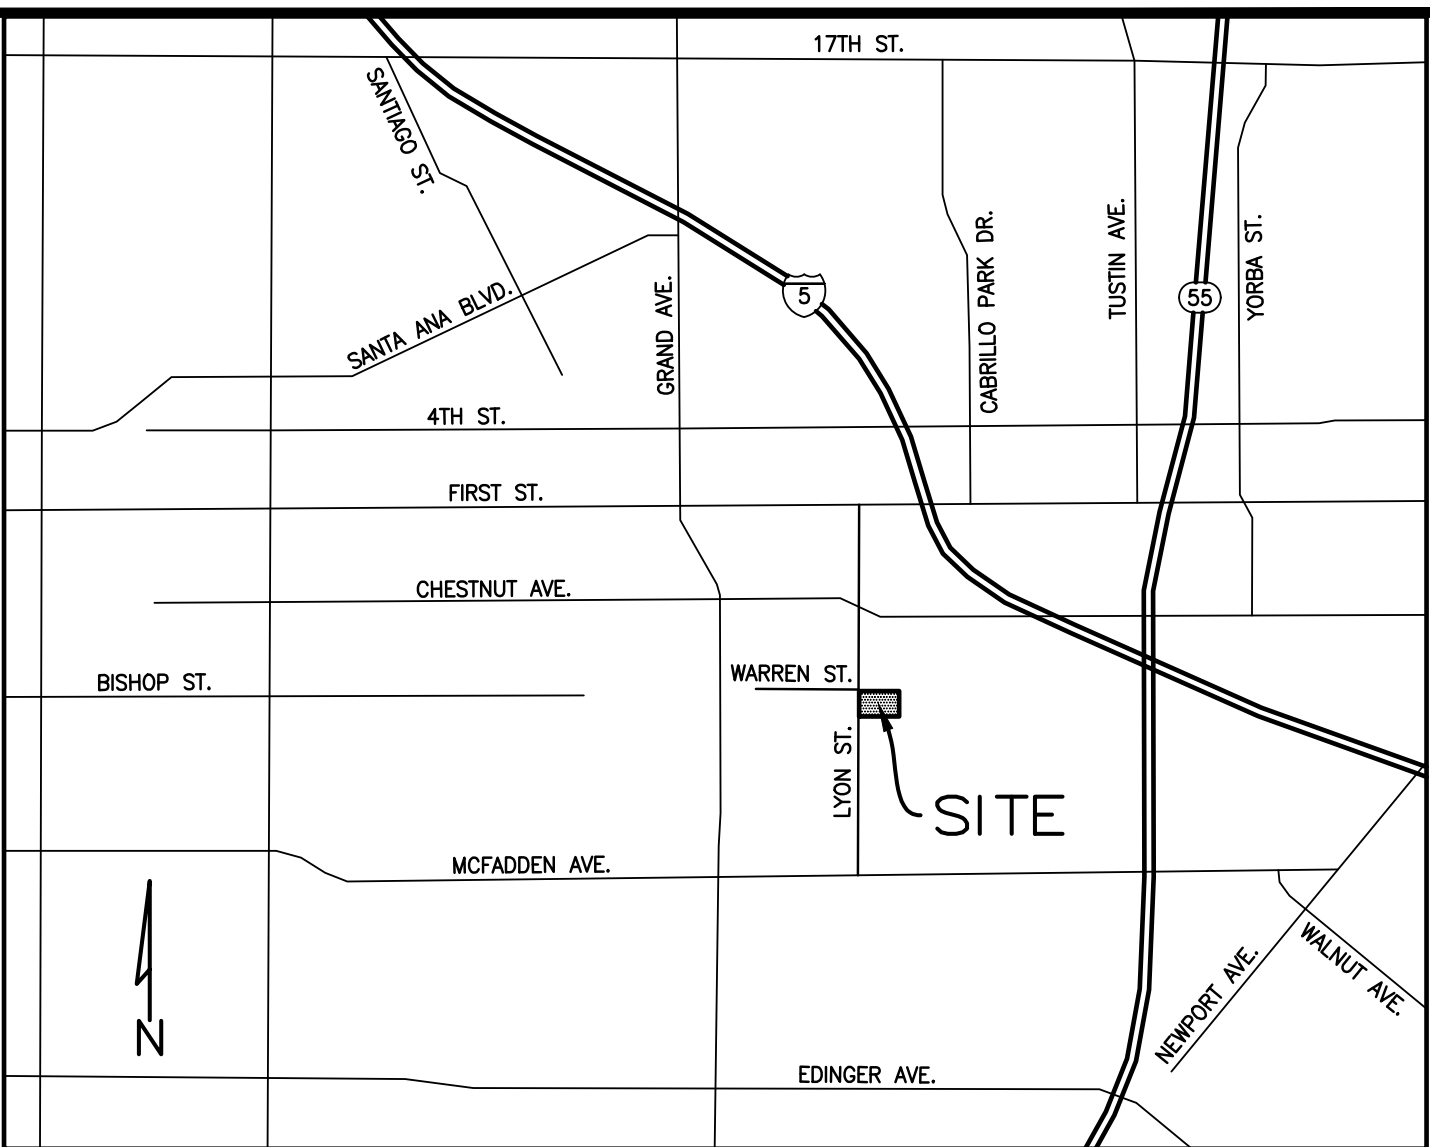 17TH ST.
SANTIAGO ST.
SANTA ANA BLVD.
GRAND AVE.
5
CABRILLO PARK DR.
TUSTIN AVE.
55
YORBA ST.
4TH ST.
FIRST ST.
CHESTNUT AVE.
BISHOP ST.
WARREN ST.
LYON ST.
SITE
MCFADDEN AVE.
N
NEWPORT AVE.
WALNUT AVE.
EDINGER AVE.